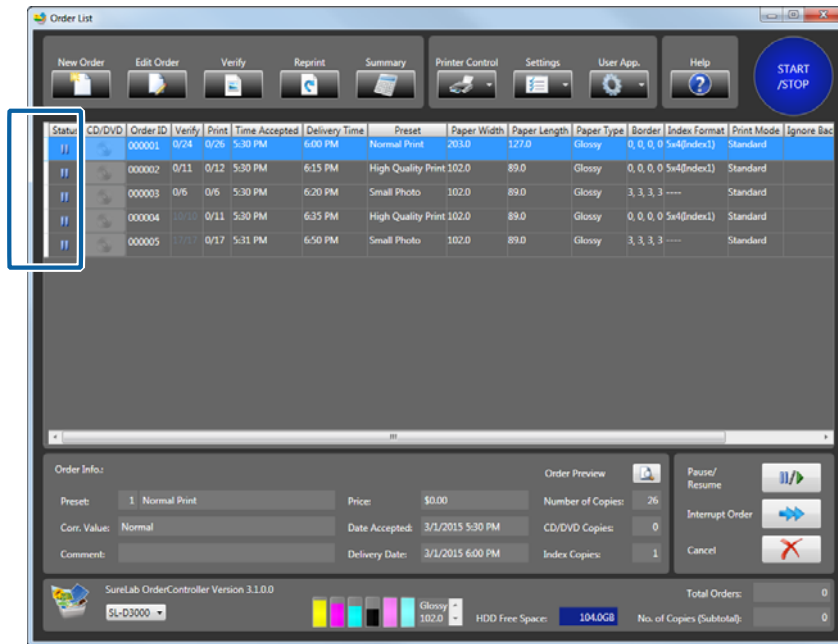 Order List
New Order Edit Order Verify Reprint Summary Printer Control Settings User App. Help START
/STOP
Status CD/DVD Order ID Verify Print Time Accepted Delivery Time Preset Paper Width Paper Length Paper Type Border Index Format Print Mode Ignore Bac
000001 0/24 0/26 5:30 PM 6:00 PM Normal Print 203.0 127.0 Glossy 0, 0, 0, 0 5x4(Index1) Standard
000002 0/11 0/12 5:30 PM 6:15 PM High Quality Print 102.0 89.0 Glossy 0, 0, 0, 0 5x4(Index1) Standard
000003 0/6 0/6 5:30 PM 6:20 PM Small Photo 102.0 89.0 Glossy 3, 3, 3, 3 ----  Standard
000004 10/10 0/11 5:30 PM 6:35 PM High Quality Print 102.0 89.0 Glossy 0, 0, 0, 0 5x4(Index1) Standard
000005 17/17 0/17 5:31 PM 6:50 PM Small Photo 102.0 89.0 Glossy 3, 3, 3, 3 ---- Standard
Order Info.:
Order Preview
Preset: 1 Normal Print Price: $0.00 Number of Copies: 26
Corr. Value: Normal Date Accepted: 3/1/2015 5:30 PM CD/DVD Copies: 0
Comment: Delivery Date: 3/1/2015 6:00 PM Index Copies: 1
Pause/
Resume
Interrupt Order
Cancel
SureLab OrderController Version 3.1.0.0
SL-D3000
Glossy
102.0
HDD Free Space: 104.0GB
Total Orders: 0
No. of Copies (Subtotal): 0